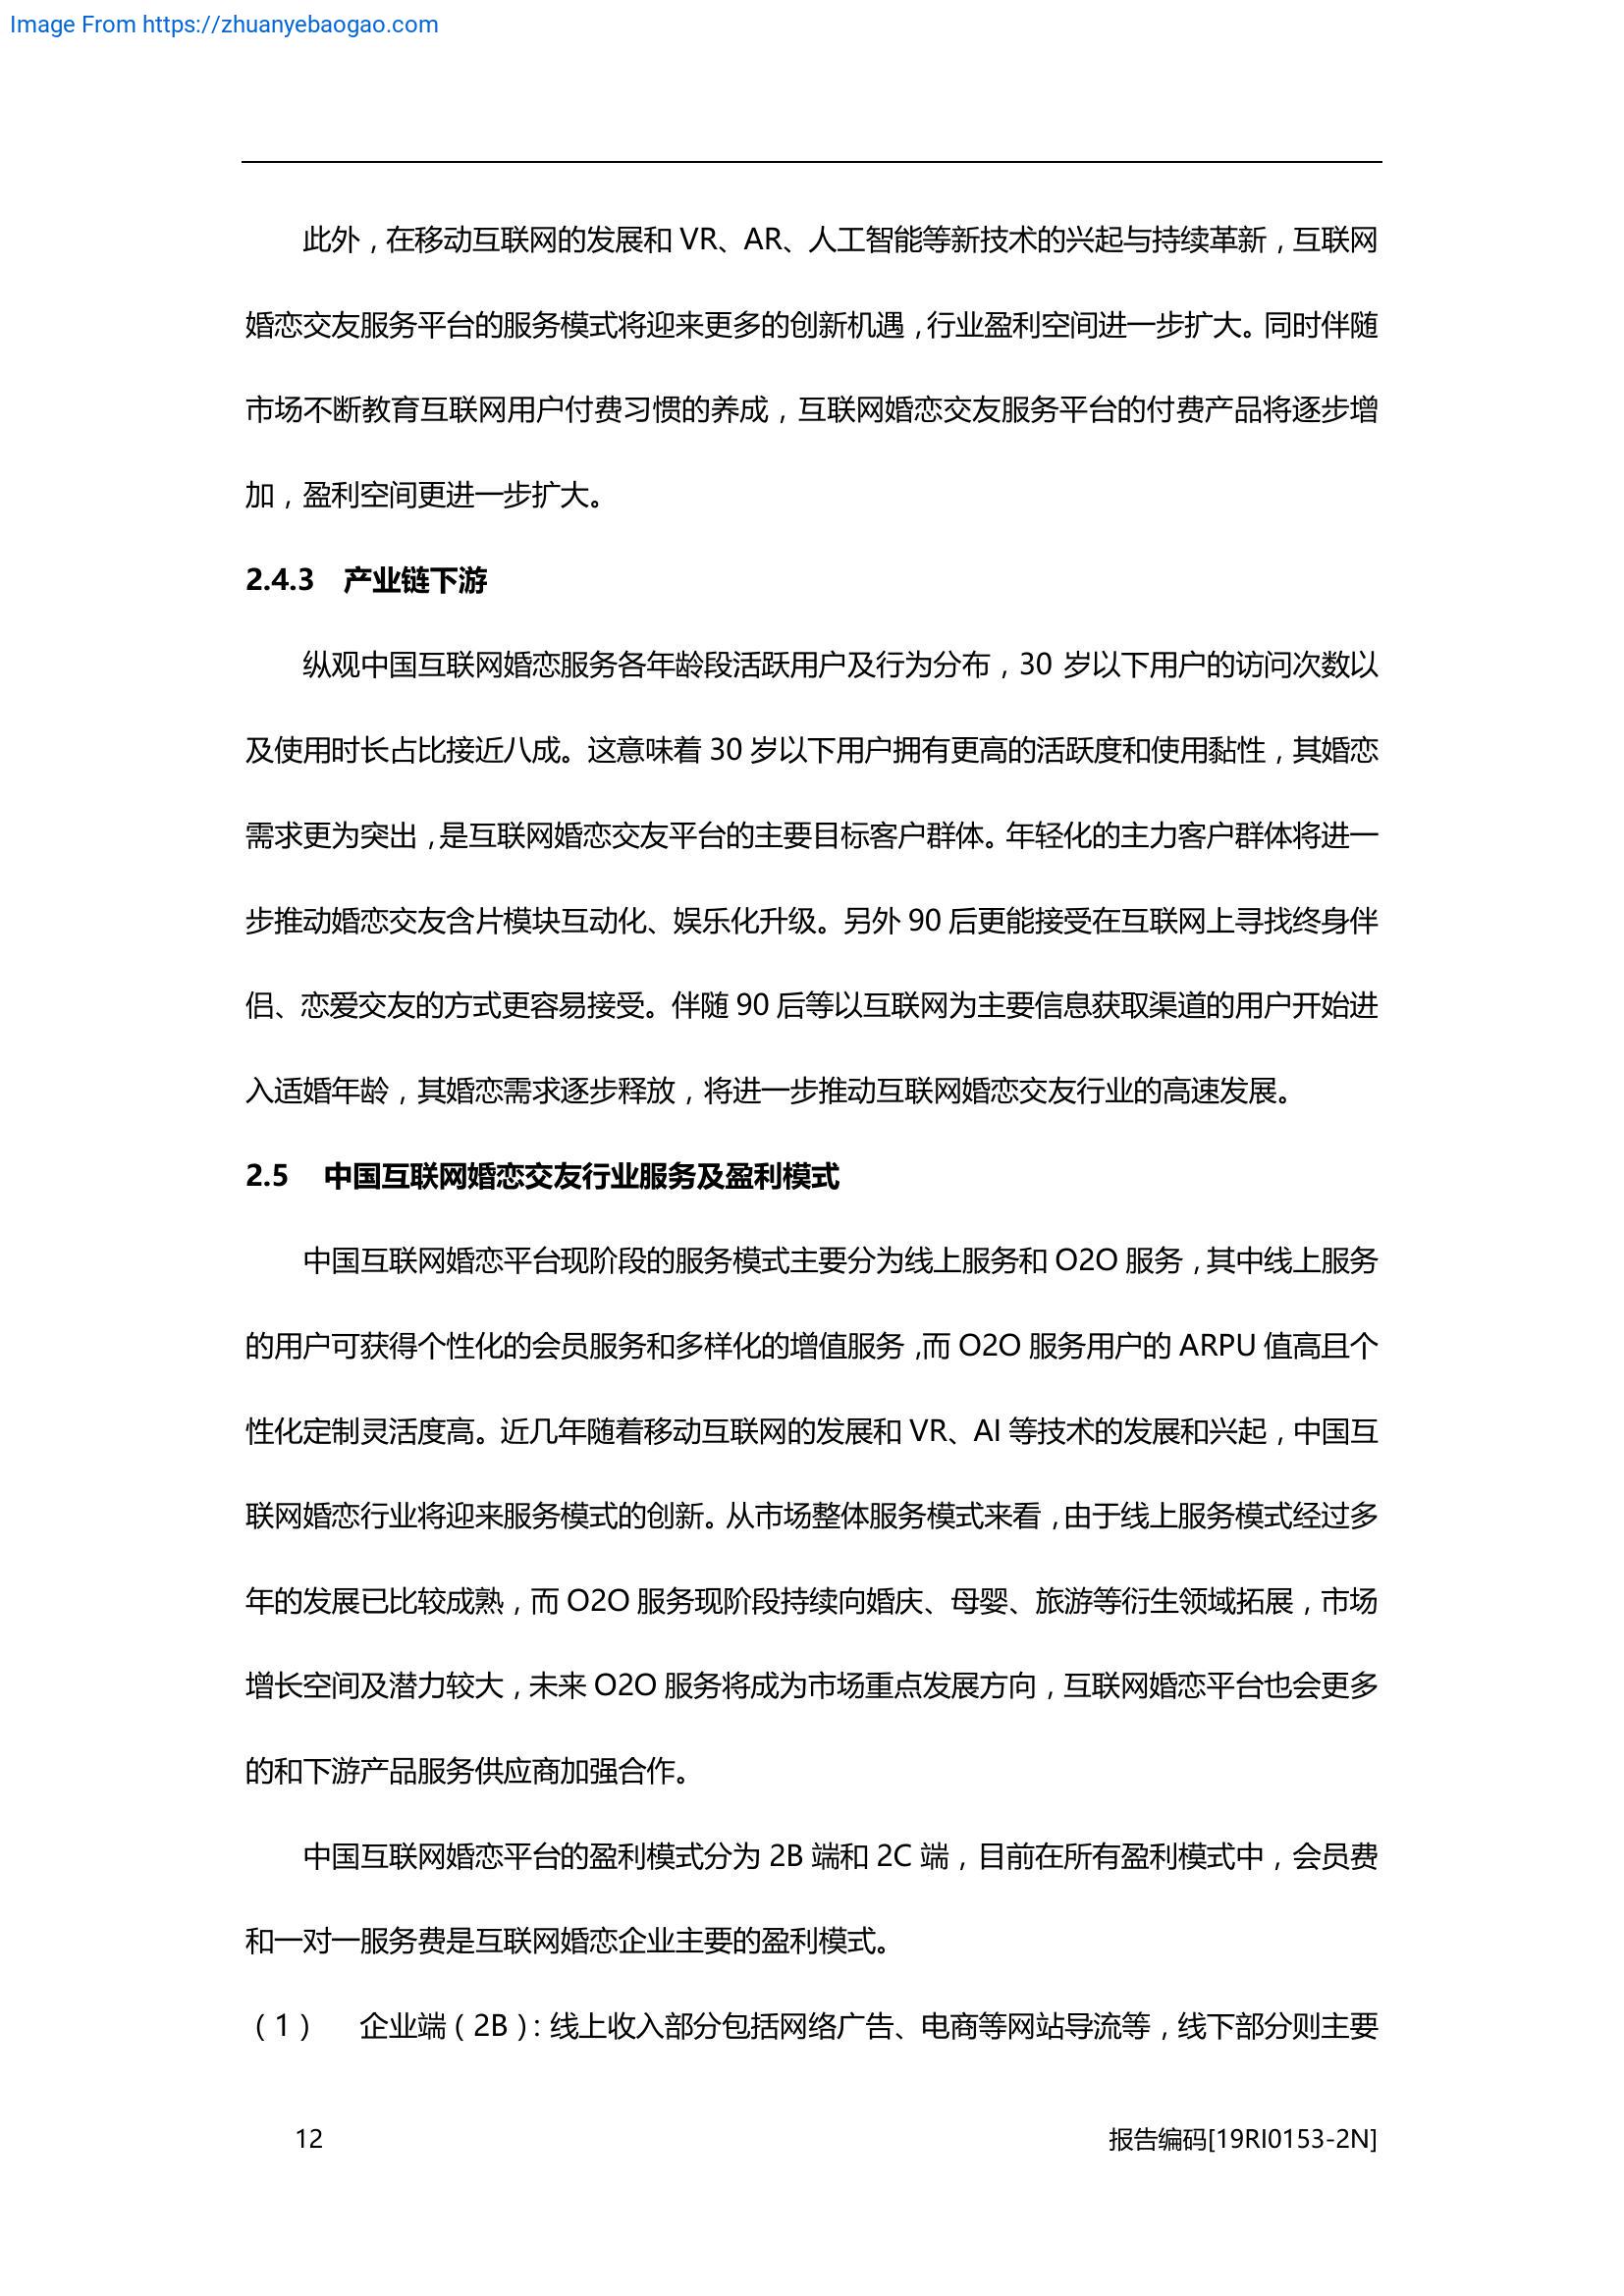 Image From https://zhuanyebaogao.com
此外，在移动互联网的发展和 VR、AR、人工智能等新技术的兴起与持续革新，互联网
婚恋交友服务平台的服务模式将迎来更多的创新机遇，行业盈利空间进一步扩大。同时伴随
市场不断教育互联网用户付费习惯的养成，互联网婚恋交友服务平台的付费产品将逐步增
加，盈利空间更进一步扩大。
2.4.3 产业链下游
纵观中国互联网婚恋服务各年龄段活跃用户及行为分布，30 岁以下用户的访问次数以
及使用时长占比接近八成。这意味着 30 岁以下用户拥有更高的活跃度和使用黏性，其婚恋
需求更为突出，是互联网婚恋交友平台的主要目标客户群体。年轻化的主力客户群体将进一
步推动婚恋交友含片模块互动化、娱乐化升级。另外 90 后更能接受在互联网上寻找终身伴
侣、恋爱交友的方式更容易接受。伴随 90 后等以互联网为主要信息获取渠道的用户开始进
入适婚年龄，其婚恋需求逐步释放，将进一步推动互联网婚恋交友行业的高速发展。
2.5 中国互联网婚恋交友行业服务及盈利模式
中国互联网婚恋平台现阶段的服务模式主要分为线上服务和 O2O 服务，其中线上服务
的用户可获得个性化的会员服务和多样化的增值服务，而 O2O 服务用户的 ARPU 值高且个
性化定制灵活度高。近几年随着移动互联网的发展和 VR、AI 等技术的发展和兴起，中国互
联网婚恋行业将迎来服务模式的创新。从市场整体服务模式来看，由于线上服务模式经过多
年的发展已比较成熟，而 O2O 服务现阶段持续向婚庆、母婴、旅游等衍生领域拓展，市场
增长空间及潜力较大，未来 O2O 服务将成为市场重点发展方向，互联网婚恋平台也会更多
的和下游产品服务供应商加强合作。
中国互联网婚恋平台的盈利模式分为 2B 端和 2C 端，目前在所有盈利模式中，会员费
和一对一服务费是互联网婚恋企业主要的盈利模式。
（1） 企业端（2B）：线上收入部分包括网络广告、电商等网站导流等，线下部分则主要
12 报告编码[19RI0153-2N]